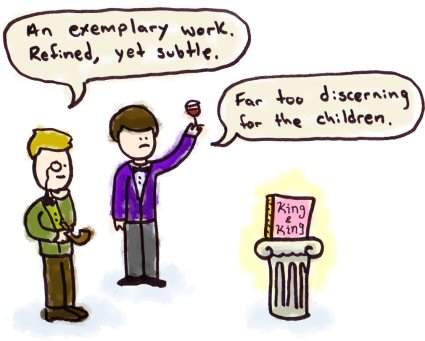 An exemplary work.
Refined, yet subtle.
Far too discerning
for the children.
King
&
King